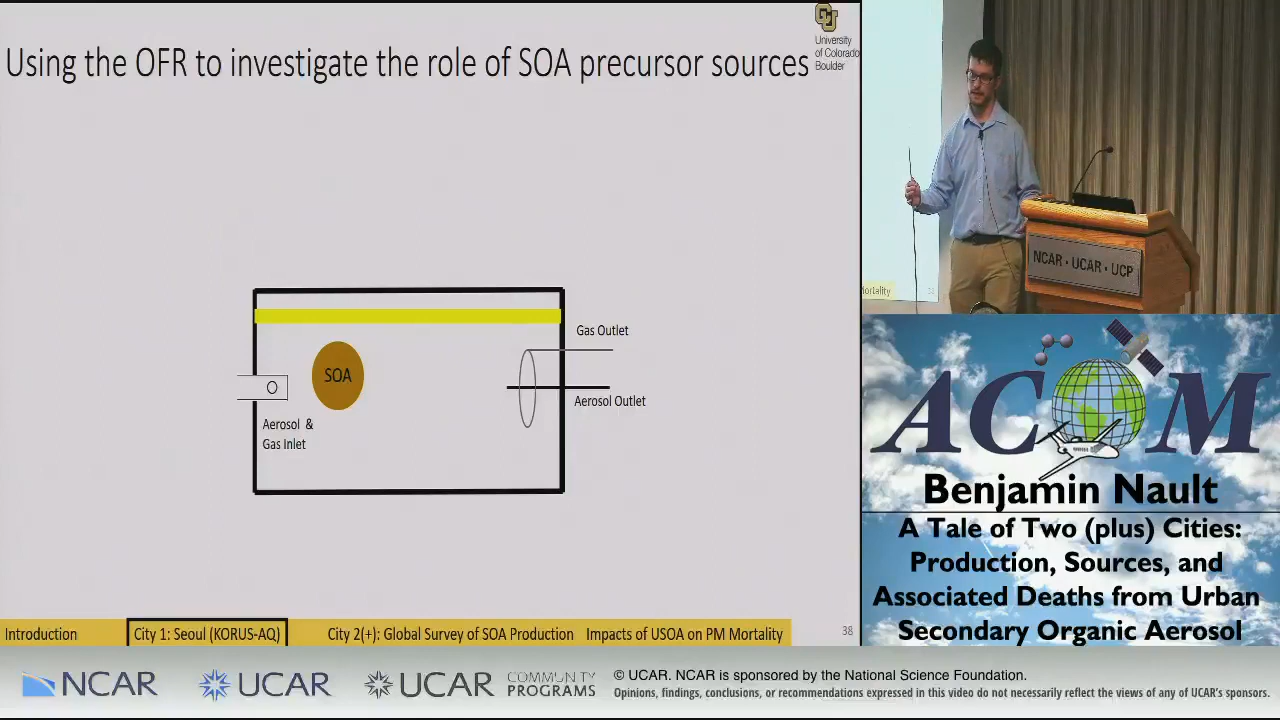 Using the OFR to investigate the role of SOA precursor sources
University
of Colorado
Boulder
SOA
Gas Outlet
Aerosol Outlet
Aerosol &
Gas Inlet
Introduction
City 1: Seoul (KORUS-AQ)
City 2(+): Global Survey of SOA Production
Impacts of USOA on PM Mortality
38
Mortality
NCAR · UCAR · UCP
ACOM
Benjamin Nault
A Tale of Two (plus) Cities:
Production, Sources, and
Associated Deaths from Urban
Secondary Organic Aerosol
NCAR
UCAR
UCAR
COMMUNITY
PROGRAMS
© UCAR. NCAR is sponsored by the National Science Foundation.
Opinions, findings, conclusions, or recommendations expressed in this video do not necessarily reflect the views of any of UCAR's sponsors.